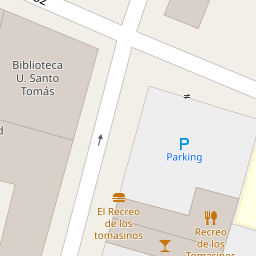 Biblioteca
U. Santo
Tomás
P
Parking
El Recreo
de los
tomasinos
Recreo
de los
Tomasinos